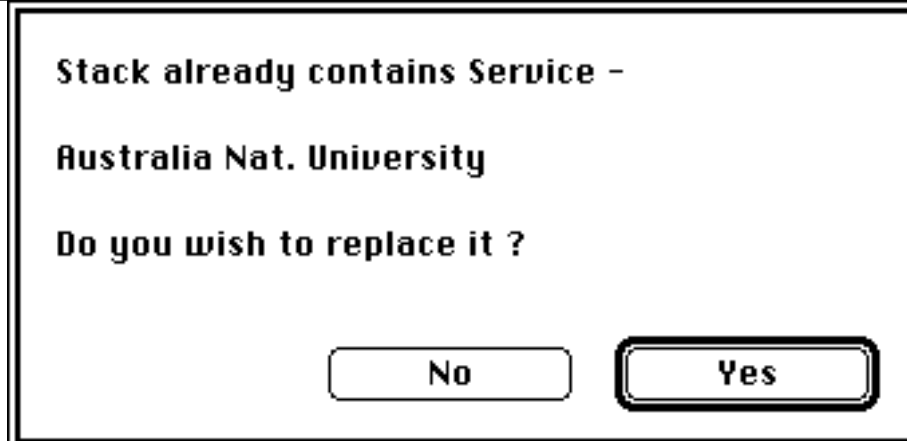 Stack already contains Service -
Australia Nat. University
Do you wish to replace it ?
No
Yes